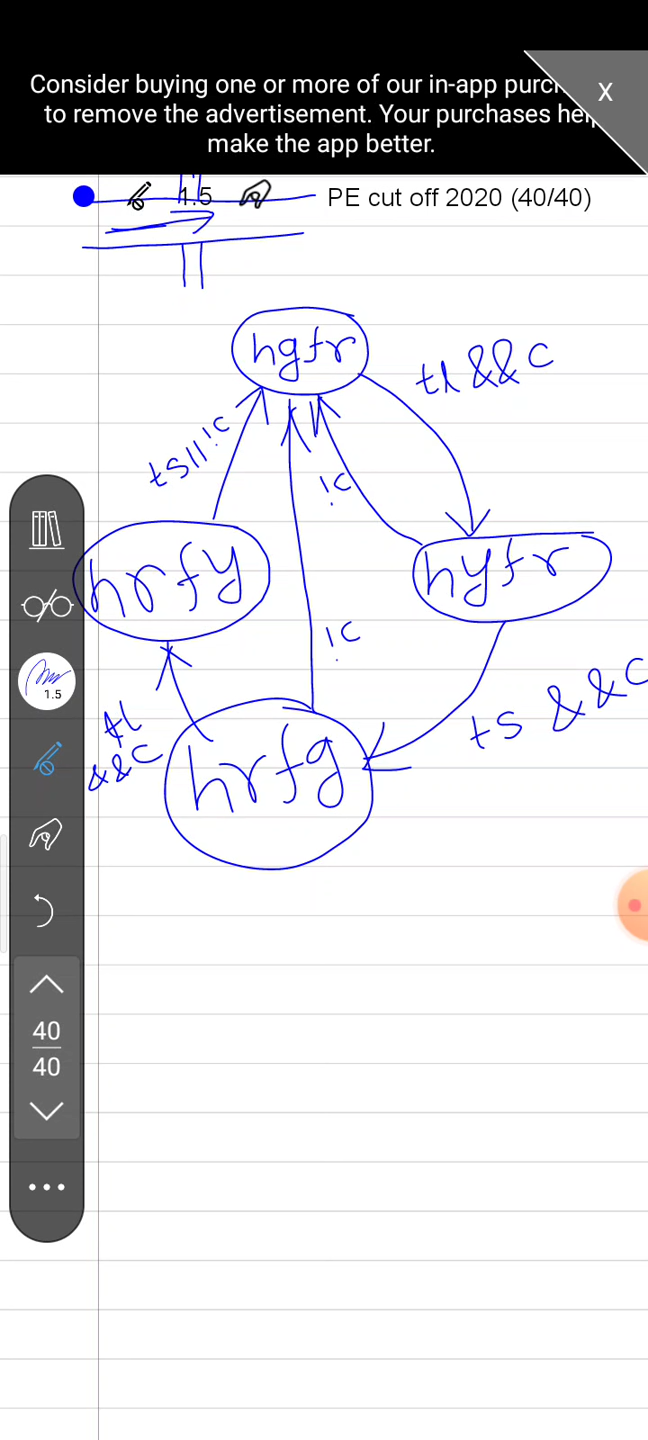 Consider buying one or more of our in-app purch
to remove the advertisement. Your purchases hel
make the app better.
X
1.5
PE cut off 2020 (40/40)
hgfr
tl &&C
ts||!C
!C
hrfy
hyfr
!C
1.5
tl
&&C
ts &&C
hrfg
40
40